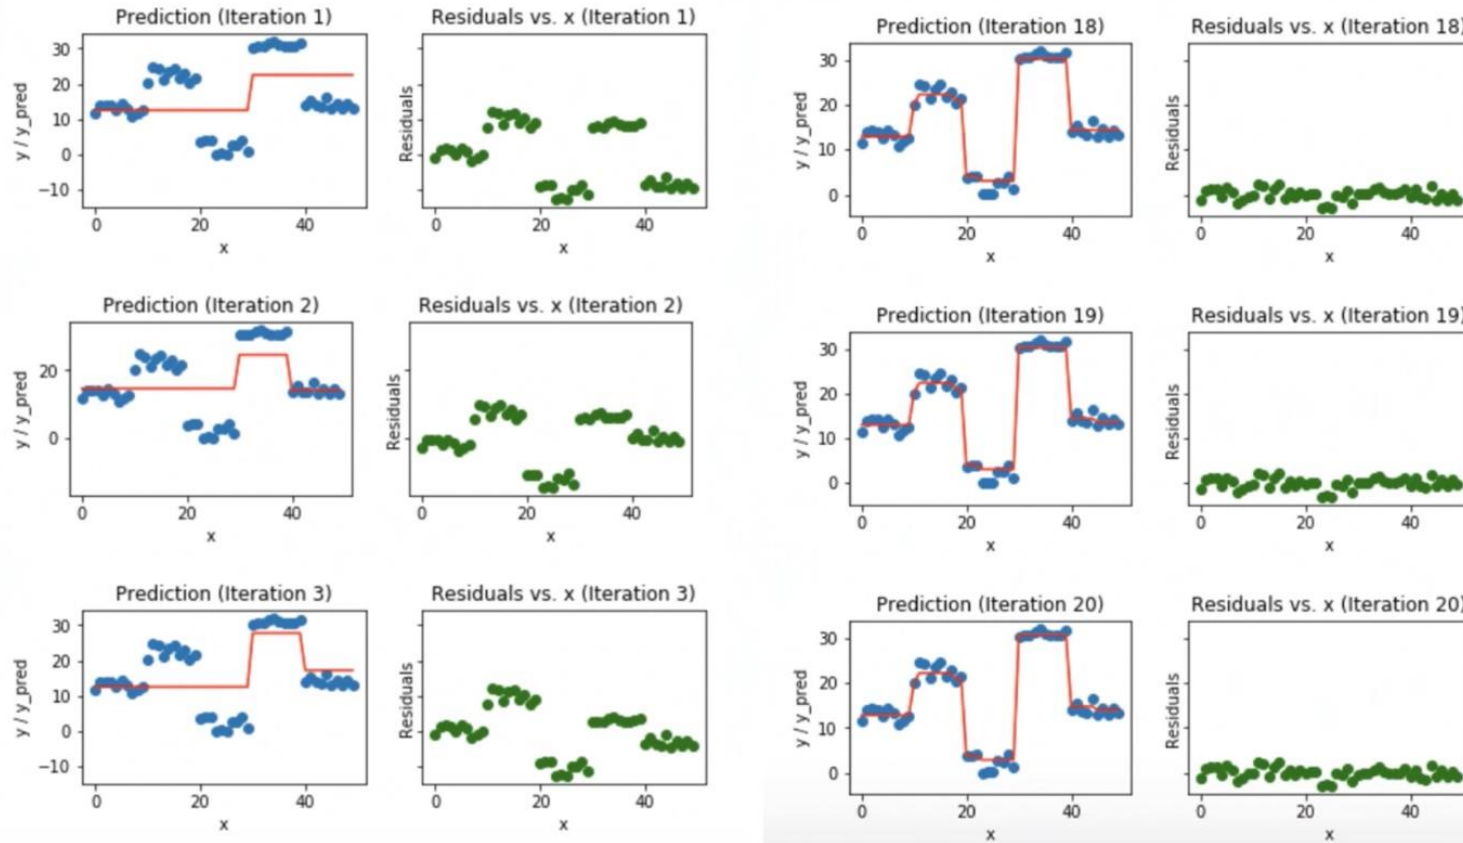 Prediction (Iteration 1)
y / y_pred
30
20
10
0
−10
0 20 40
x
Residuals vs. x (Iteration 1)
Residuals
0 20 40
x
Prediction (Iteration 18)
y / y_pred
30
20
10
0
0 20 40
x
Residuals vs. x (Iteration 18)
Residuals
0 20 40
x
Prediction (Iteration 2)
y / y_pred
20
0
0 20 40
x
Residuals vs. x (Iteration 2)
Residuals
0 20 40
x
Prediction (Iteration 19)
y / y_pred
30
20
10
0
0 20 40
x
Residuals vs. x (Iteration 19)
Residuals
0 20 40
x
Prediction (Iteration 3)
y / y_pred
30
20
10
0
−10
0 20 40
x
Residuals vs. x (Iteration 3)
Residuals
0 20 40
x
Prediction (Iteration 20)
y / y_pred
30
20
10
0
0 20 40
x
Residuals vs. x (Iteration 20)
Residuals
0 20 40
x